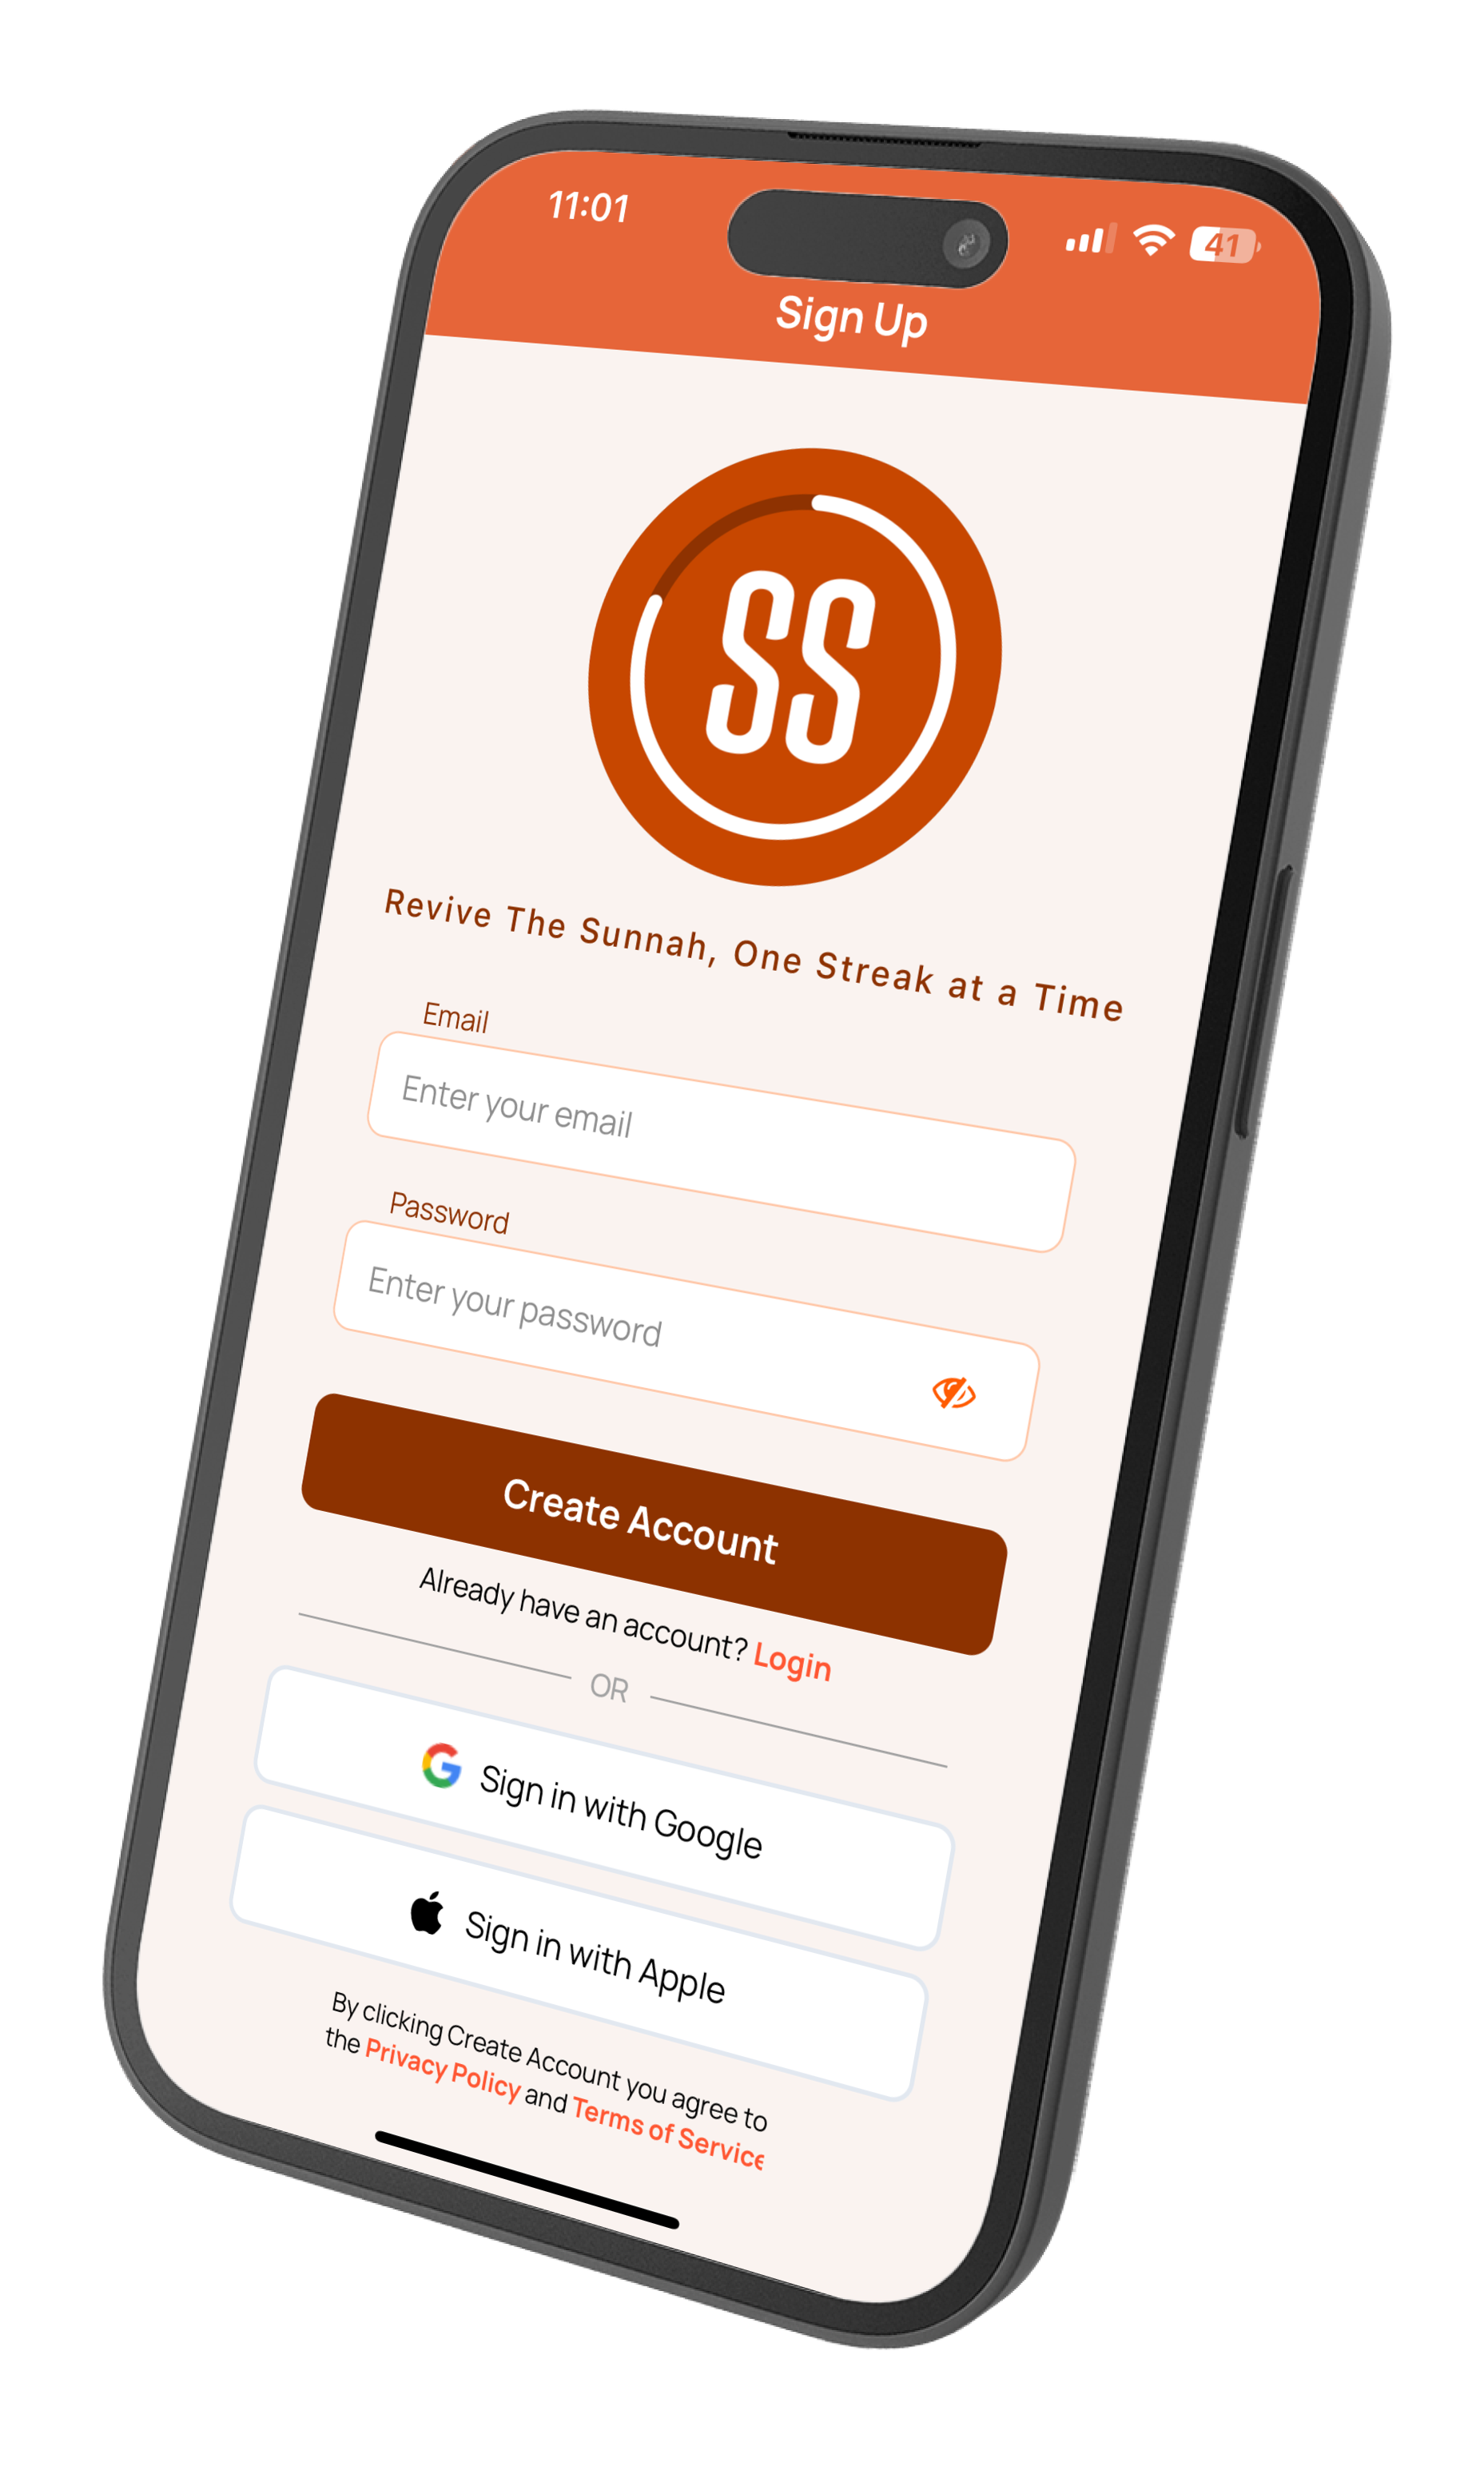 11:01
41
Sign Up
SS
Revive The Sunnah, One Streak at a Time
Email
Enter your email
Password
Enter your password
Create Account
Already have an account? Login
OR
Sign in with Google
Sign in with Apple
By clicking Create Account you agree to
the Privacy Policy and Terms of Service